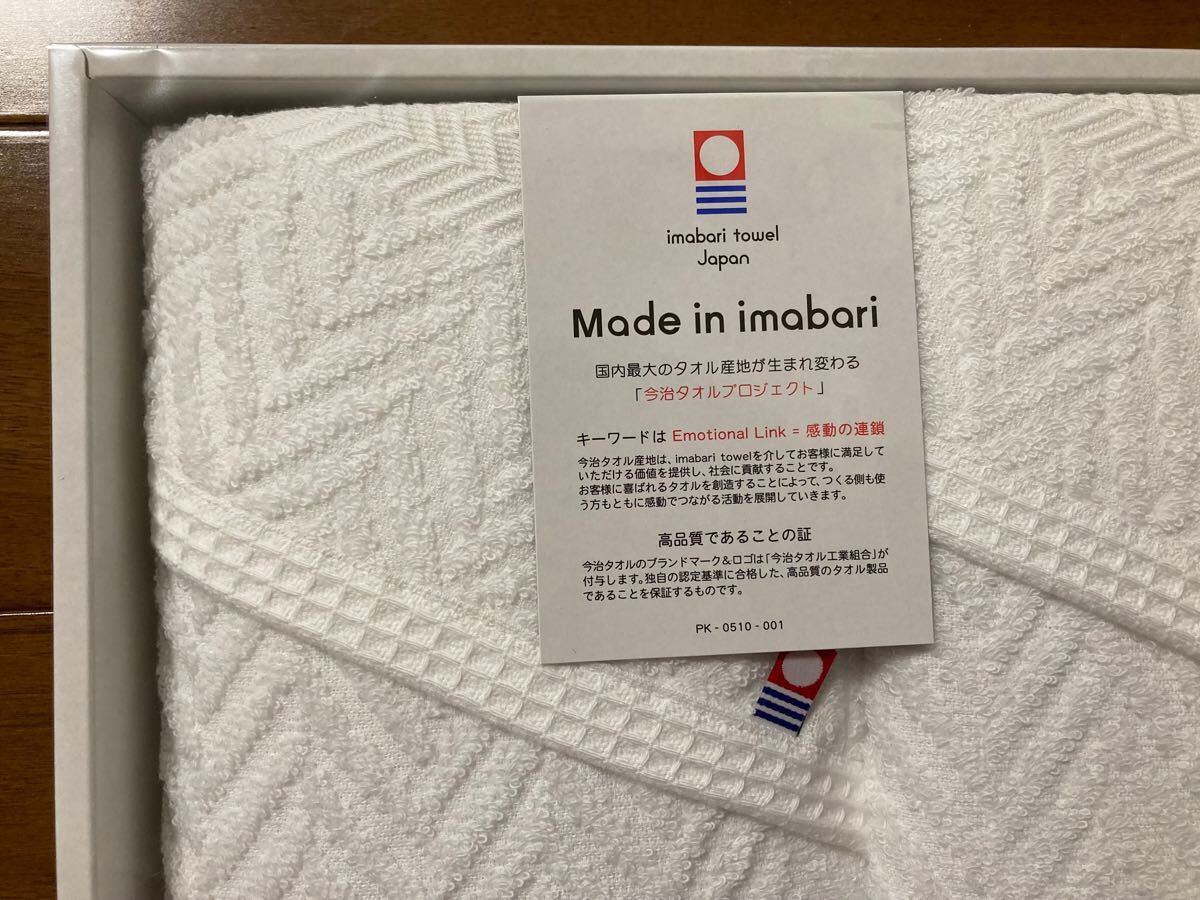 imabari towel
Japan
Made in imabari
国内最大のタオル産地が生まれ変わる
「今治タオルプロジェクト」
キーワードは Emotional Link = 感動の連鎖
今治タオル産地は、imabari towelを介してお客様に満足して
いただける価値を提供し、社会に貢献することです。
お客様に喜ばれるタオルを創造することによって、つくる側も使
う方もともに感動でつながる活動を展開していきます。
高品質であることの証
今治タオルのブランドマーク&ロゴは「今治タオル工業組合」が
付与します。独自の認定基準に合格した、高品質のタオル製品
であることを保証するものです。
PK - 0510 - 001